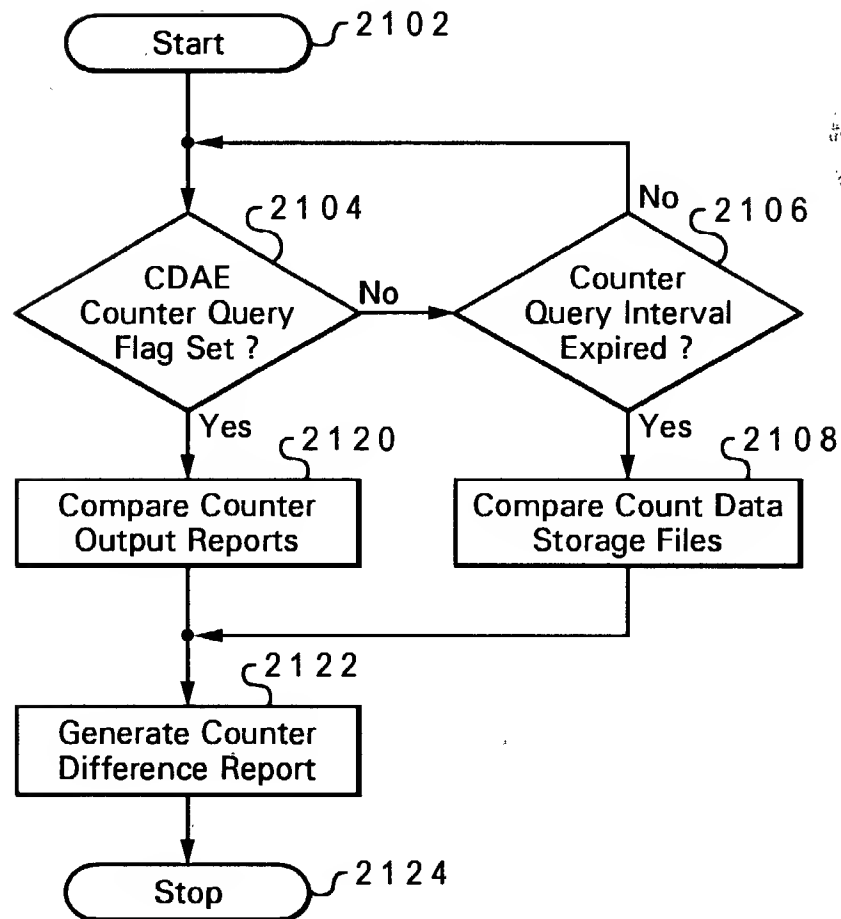 Start
2102
2104
CDAE
Counter Query
Flag Set ?
No
No
2106
Counter
Query Interval
Expired ?
Yes
2120
Compare Counter
Output Reports
Yes
2108
Compare Count Data
Storage Files
2122
Generate Counter
Difference Report
Stop
2124